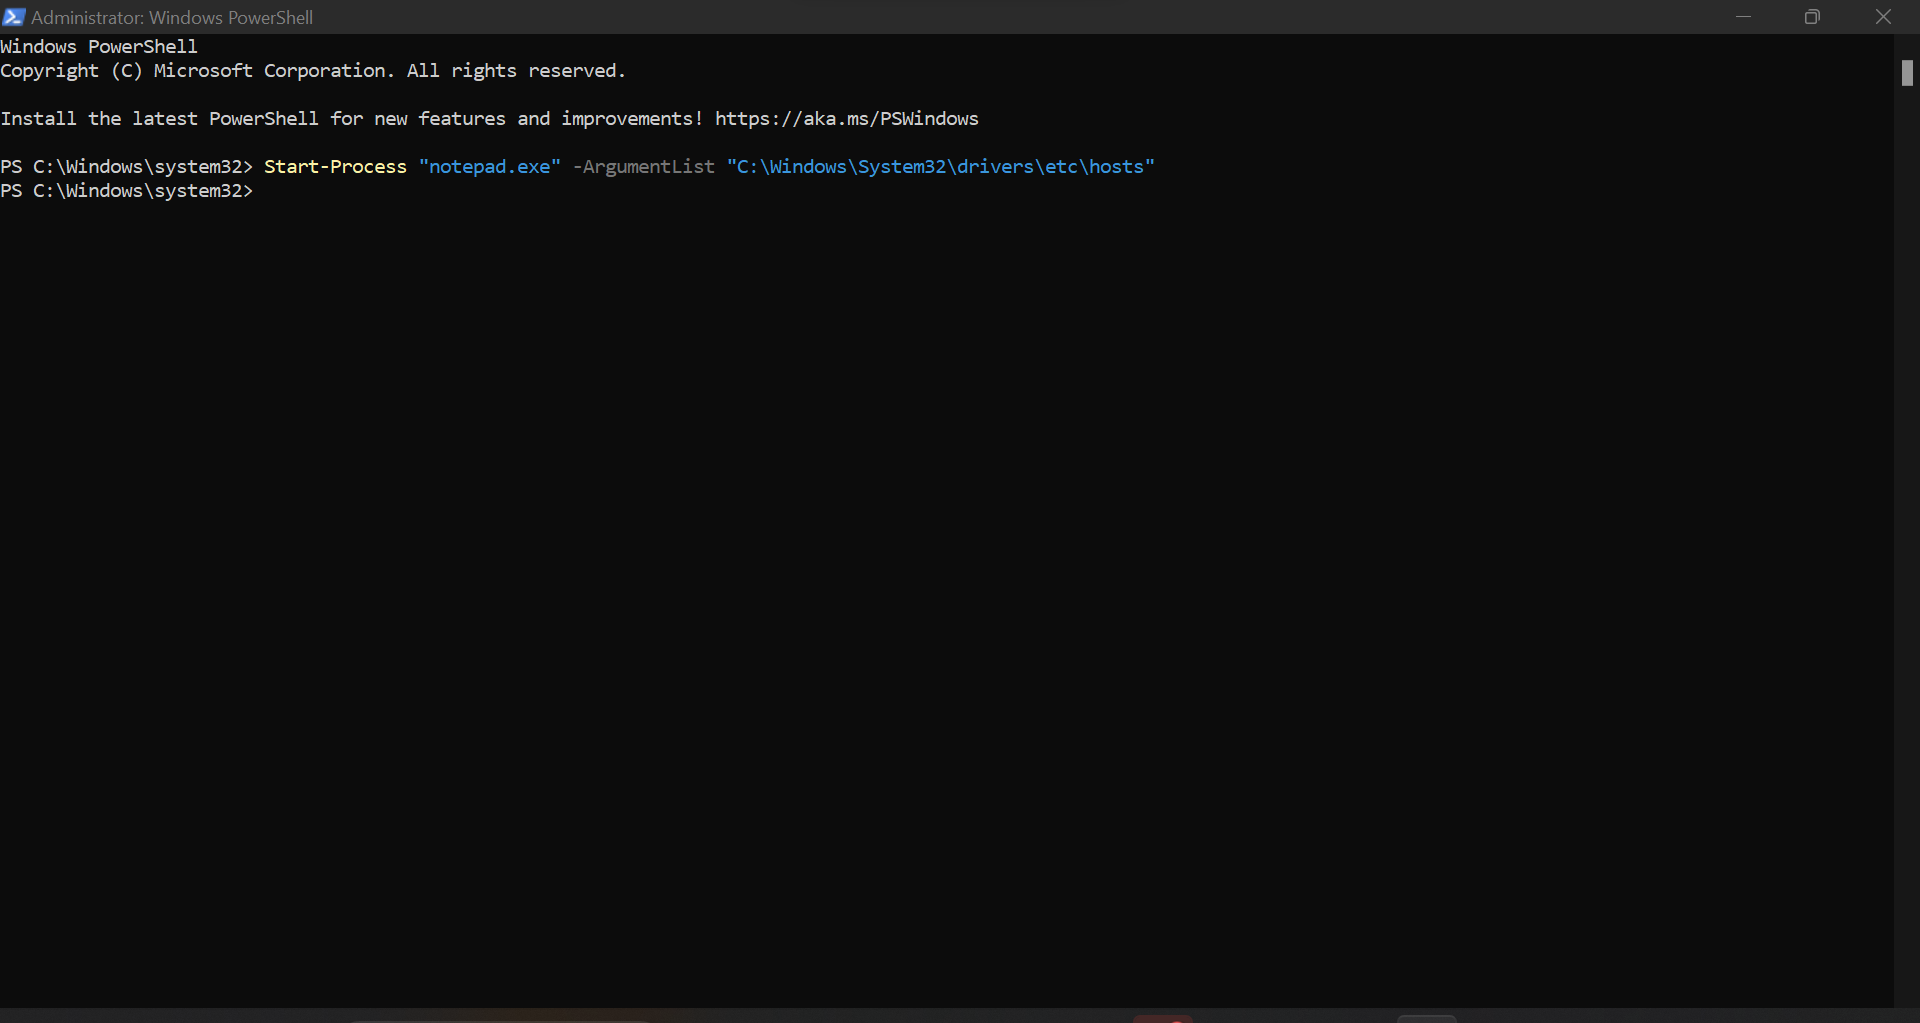 Administrator: Windows PowerShell
Windows PowerShell
Copyright (C) Microsoft Corporation. All rights reserved.
Install the latest PowerShell for new features and improvements! https://aka.ms/PSWindows
PS C:\Windows\system32> Start-Process "notepad.exe" -ArgumentList "C:\Windows\System32\drivers\etc\hosts"
PS C:\Windows\system32>